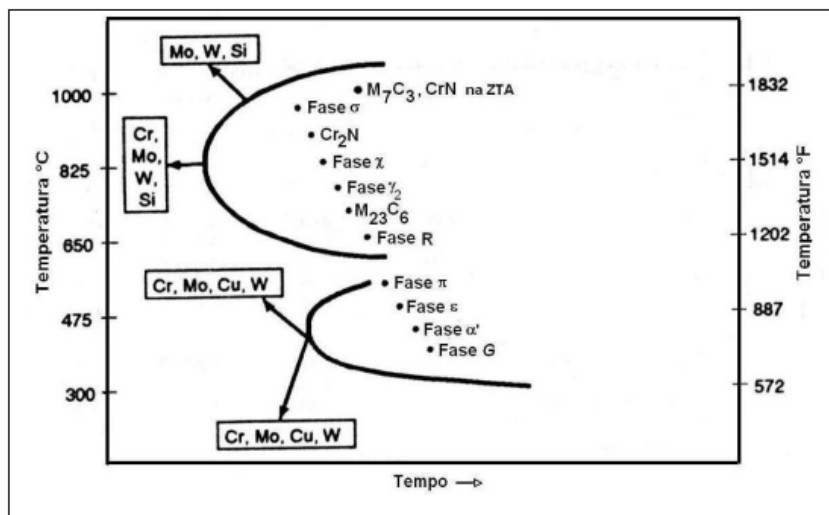 Mo, W, Si
1000
M₇C₃, CrN na ZTA
1832
Fase σ
Cr₂N
Cr,
Mo,
W,
Si
825
Fase χ
1514
Fase γ₂
M₂₃C₆
650
Fase R
1202
Cr, Mo, Cu, W
Fase π
Fase ε
887
475
Fase α'
Fase G
300
572
Cr, Mo, Cu, W
Temperatura °C
Temperatura °F
Tempo —▷